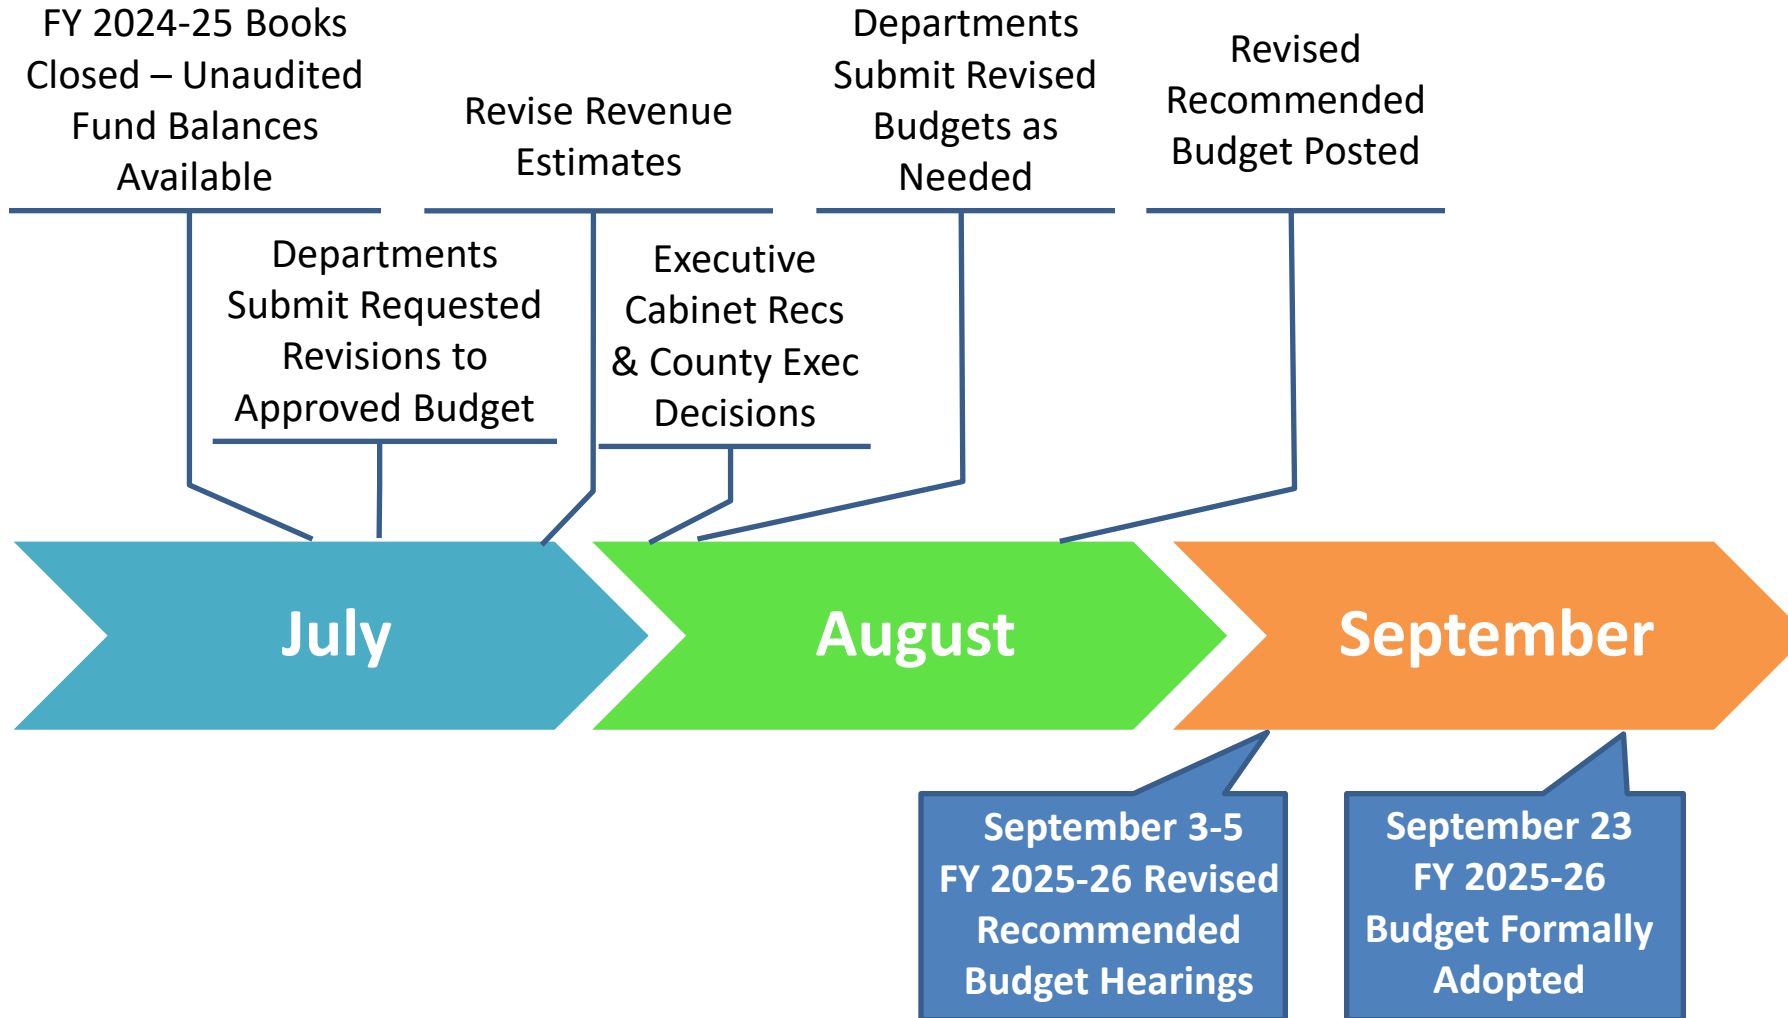 FY 2024-25 Books
Closed – Unaudited
Fund Balances
Available
Departments
Submit Requested
Revisions to
Approved Budget
Revise Revenue
Estimates
Executive
Cabinet Recs
& County Exec
Decisions
Departments
Submit Revised
Budgets as
Needed
Revised
Recommended
Budget Posted
July
August
September
September 3-5
FY 2025-26 Revised
Recommended
Budget Hearings
September 23
FY 2025-26
Budget Formally
Adopted